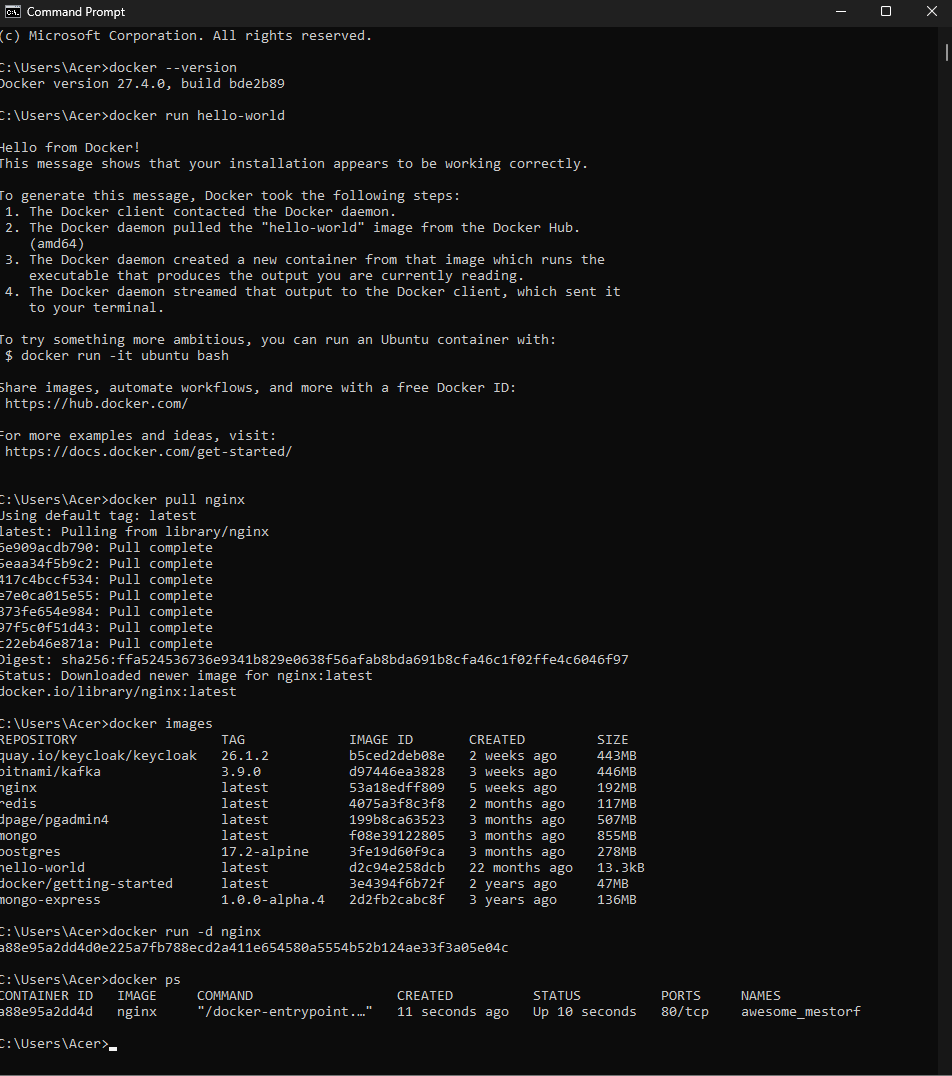 Command Prompt
(c) Microsoft Corporation. All rights reserved.
C:\Users\Acer>docker --version
Docker version 27.4.0, build bde2b89
C:\Users\Acer>docker run hello-world
Hello from Docker!
This message shows that your installation appears to be working correctly.
To generate this message, Docker took the following steps:
1. The Docker client contacted the Docker daemon.
2. The Docker daemon pulled the "hello-world" image from the Docker Hub.
(amd64)
3. The Docker daemon created a new container from that image which runs the
executable that produces the output you are currently reading.
4. The Docker daemon streamed that output to the Docker client, which sent it
to your terminal.
To try something more ambitious, you can run an Ubuntu container with:
$ docker run -it ubuntu bash
Share images, automate workflows, and more with a free Docker ID:
https://hub.docker.com/
For more examples and ideas, visit:
https://docs.docker.com/get-started/
C:\Users\Acer>docker pull nginx
Using default tag: latest
latest: Pulling from library/nginx
6e909acdb790: Pull complete
5eaa34f5b9c2: Pull complete
417c4bccf534: Pull complete
e7e0ca015e55: Pull complete
373fe654e984: Pull complete
97f5c0f51d43: Pull complete
c22eb46e871a: Pull complete
Digest: sha256:ffa524536736e9341b829e0638f56afab8bda691b8cfa46c1f02ffe4c6046f97
Status: Downloaded newer image for nginx:latest
docker.io/library/nginx:latest
C:\Users\Acer>docker images
REPOSITORY TAG IMAGE ID CREATED SIZE
quay.io/keycloak/keycloak 26.1.2 b5ced2deb08e 2 weeks ago 443MB
bitnami/kafka 3.9.0 d97446ea3828 3 weeks ago 446MB
nginx latest 53a18edff809 5 weeks ago 192MB
redis latest 4075a3f8c3f8 2 months ago 117MB
dpage/pgadmin4 latest 199b8ca63523 3 months ago 507MB
mongo latest f08e39122805 3 months ago 855MB
postgres 17.2-alpine 3fe19d60f9ca 3 months ago 278MB
hello-world latest d2c94e258dcb 22 months ago 13.3kB
docker/getting-started latest 3e4394f6b72f 2 years ago 47MB
mongo-express 1.0.0-alpha.4 2d2fb2cabc8f 3 years ago 136MB
C:\Users\Acer>docker run -d nginx
a88e95a2dd4d0e225a7fb788ecd2a411e654580a5554b52b124ae33f3a05e04c
C:\Users\Acer>docker ps
CONTAINER ID IMAGE COMMAND CREATED STATUS PORTS NAMES
a88e95a2dd4d nginx "/docker-entrypoint.…" 11 seconds ago Up 10 seconds 80/tcp awesome_mestorf
C:\Users\Acer>